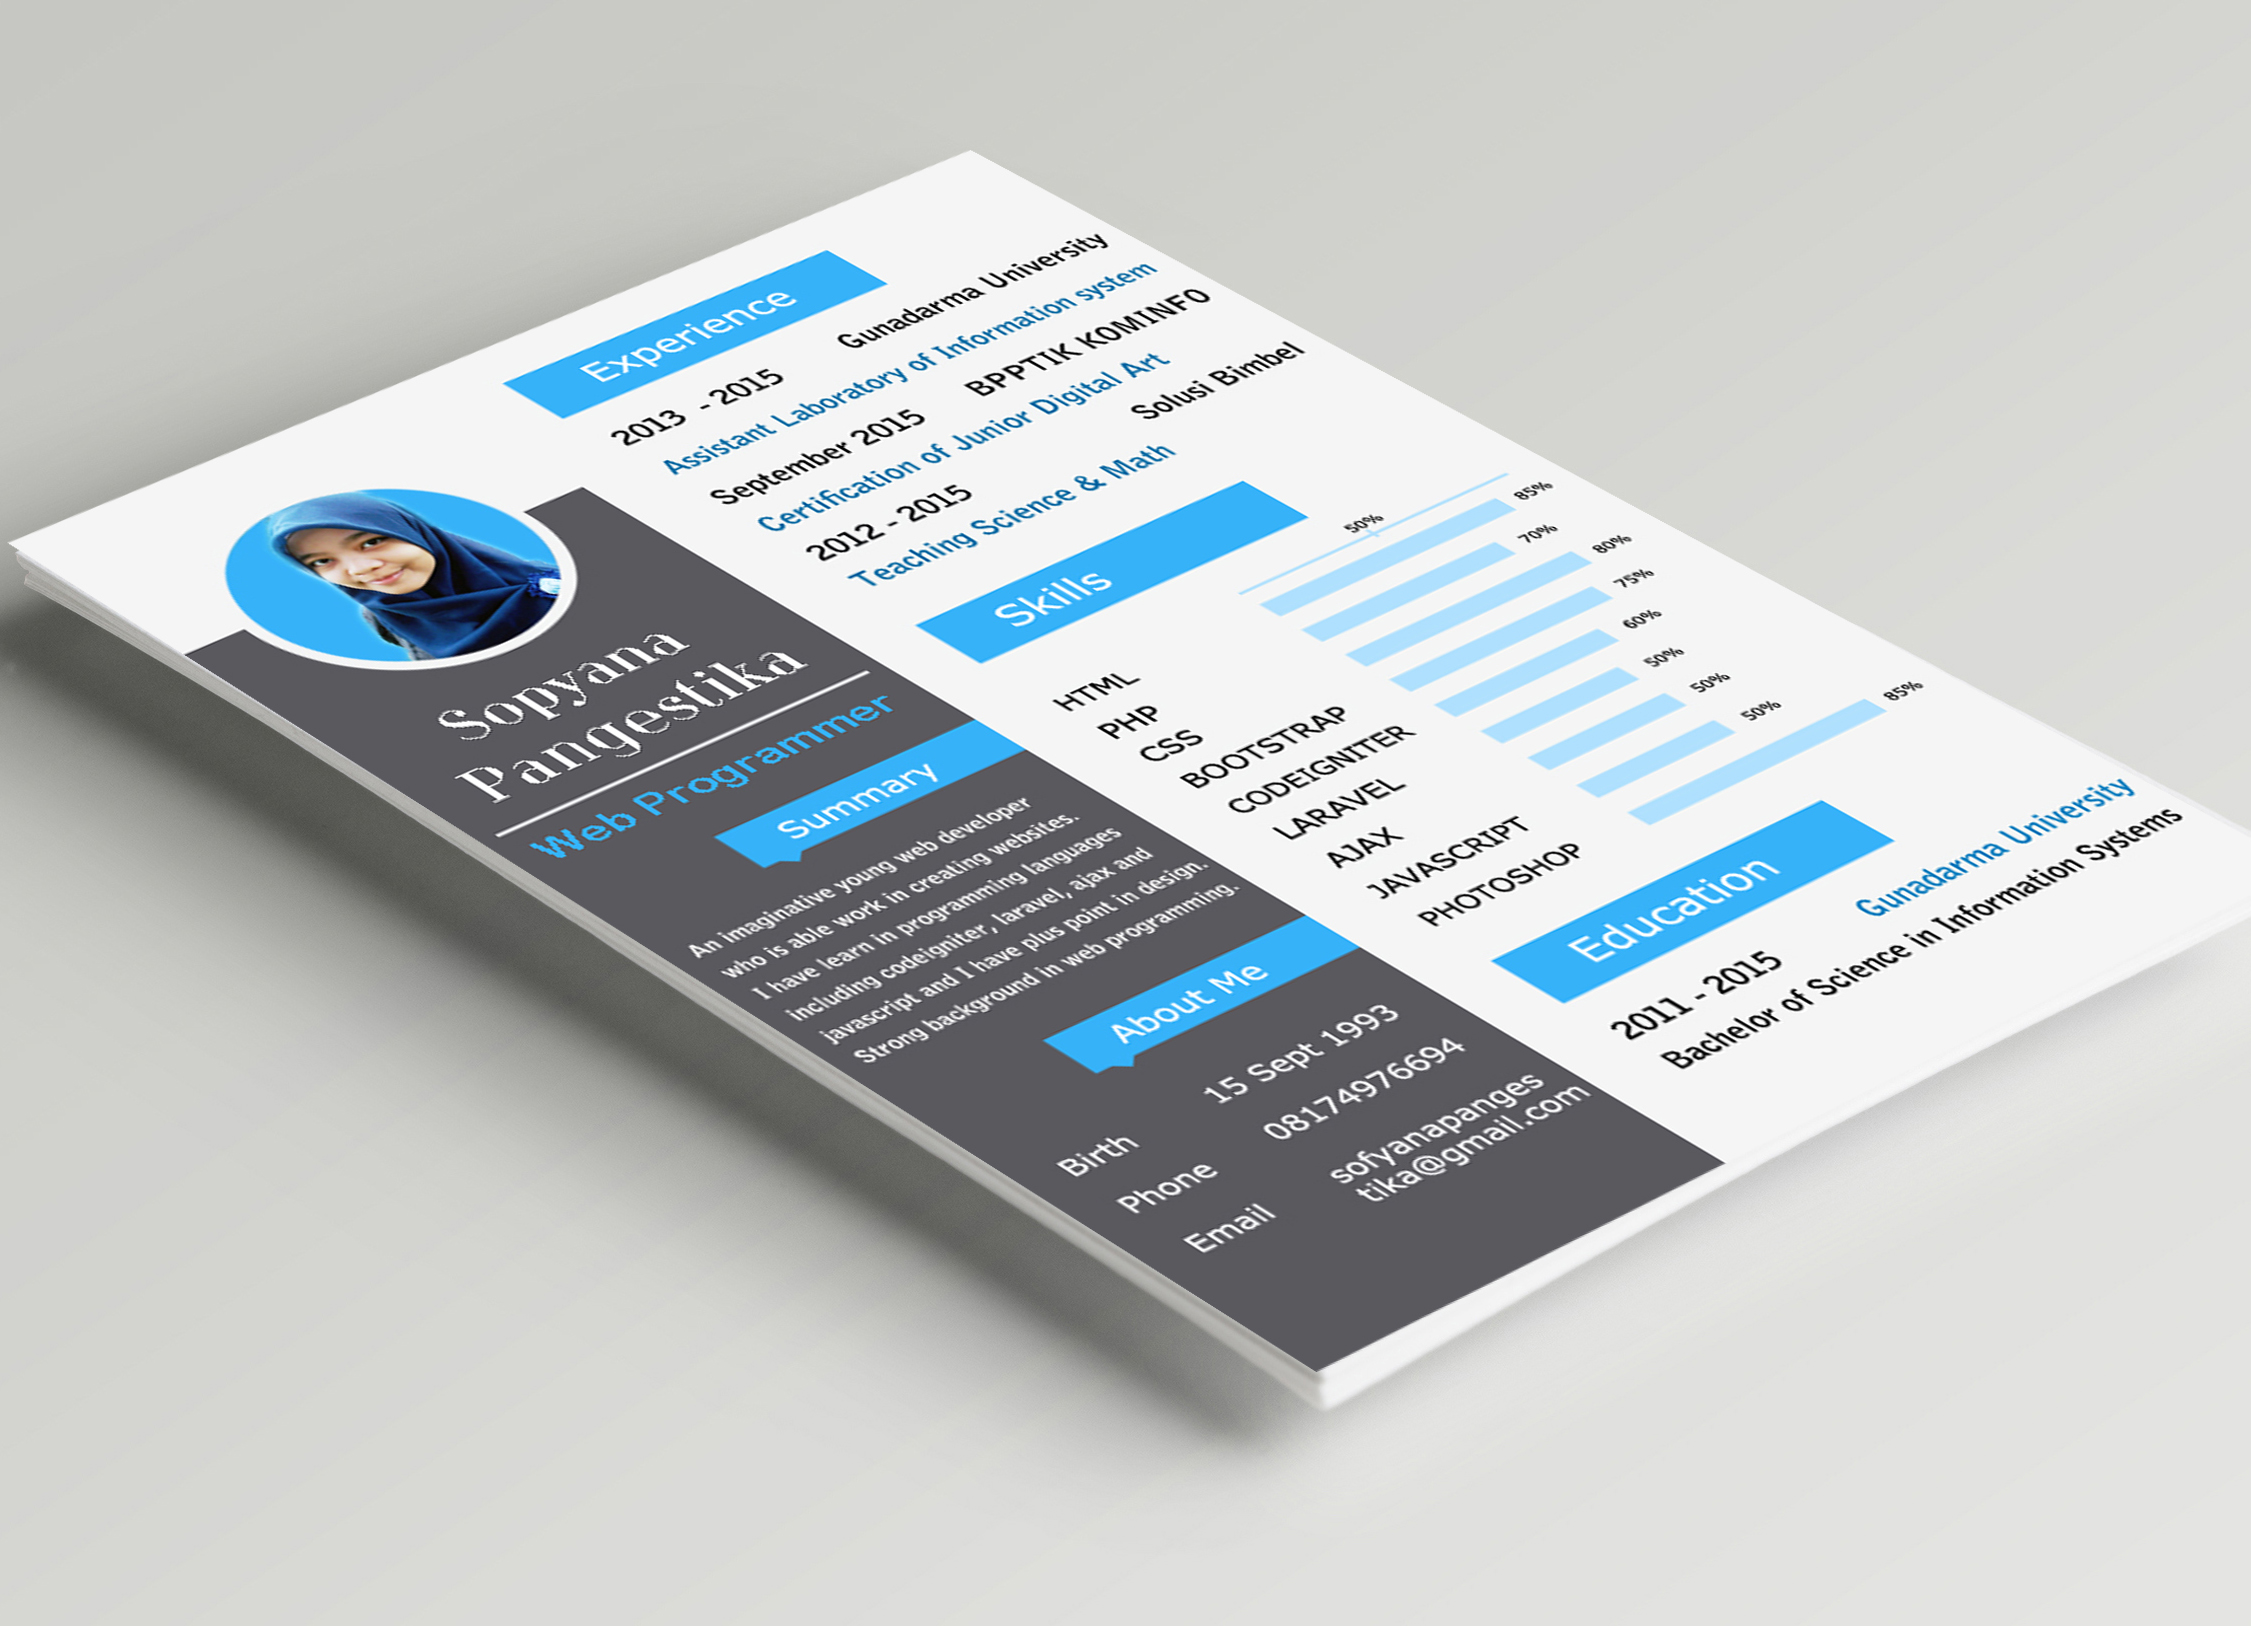 Sopyana
Pangestika
Web Programmer
Summary
An imaginative young web developer
who is able work in creating websites.
I have learn in programming languages
including codeigniter, laravel, ajax and
javascript and I have plus point in design.
Strong background in web programming.
About Me
Birth 15 Sept 1993
Phone 08174976694
Email sofyanapanges
tika@gmail.com
Experience
2013 - 2015 Gunadarma University
Assistant Laboratory of Information system
September 2015 BPPTIK KOMINFO
Certification of Junior Digital Art
2012 - 2015 Solusi Bimbel
Teaching Science & Math
Skills
50%
HTML 85%
PHP 70%
CSS 80%
BOOTSTRAP 75%
CODEIGNITER 60%
LARAVEL 50%
AJAX 50%
JAVASCRIPT 50%
PHOTOSHOP 85%
Education
2011 - 2015 Gunadarma University
Bachelor of Science in Information Systems